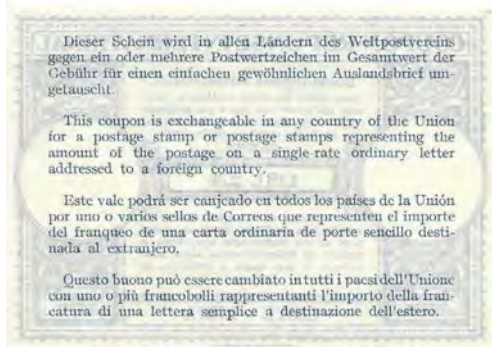 Dieser Schein wird in allen Ländern des Weltpostvereins
gegen ein oder mehrere Postwertzeichen im Gesamtwert der
Gebühr für einen einfachen gewöhnlichen Auslandsbrief um-
getauscht.
This coupon is exchangeable in any country of the Union
for a postage stamp or postage stamps representing the
amount of the postage on a single-rate ordinary letter
addressed to a foreign country.
Este vale podrá ser canjeado en todos los países de la Unión
por uno o varios sellos de Correos que representen el importe
del franqueo de una carta ordinaria de porte sencillo desti-
nada al extranjero.
Questo buono può essere cambiato in tutti i paesi dell'Unione
con uno o più francobolli rappresentanti l'importo della fran-
catura di una lettera semplice a destinazione dell'estero.